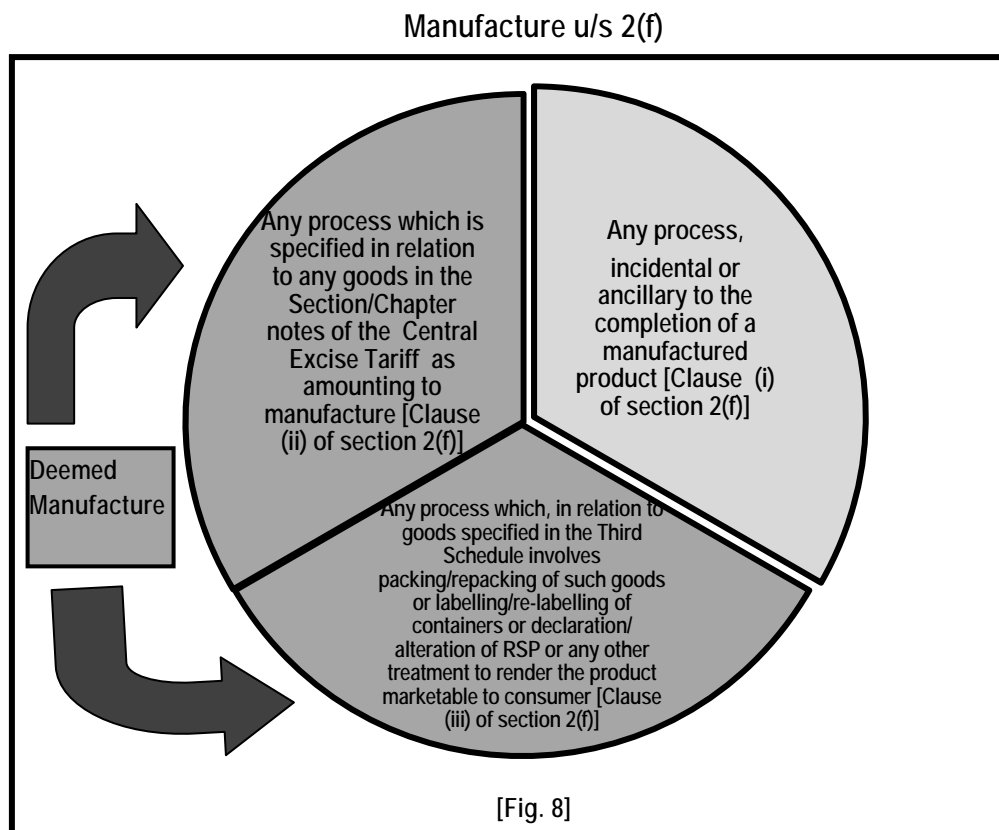 Manufacture u/s 2(f)
Any process which is
specified in relation
to any goods in the
Section/Chapter
notes of the Central
Excise Tariff as
amounting to
manufacture [Clause
(ii) of section 2(f)]
Any process,
incidental or
ancillary to the
completion of a
manufactured
product [Clause (i)
of section 2(f)]
Deemed
Manufacture
Any process which, in relation to
goods specified in the Third
Schedule involves
packing/repacking of such goods
or labelling/re-labelling of
containers or declaration/
alteration of RSP or any other
treatment to render the product
marketable to consumer [Clause
(iii) of section 2(f)]
[Fig. 8]